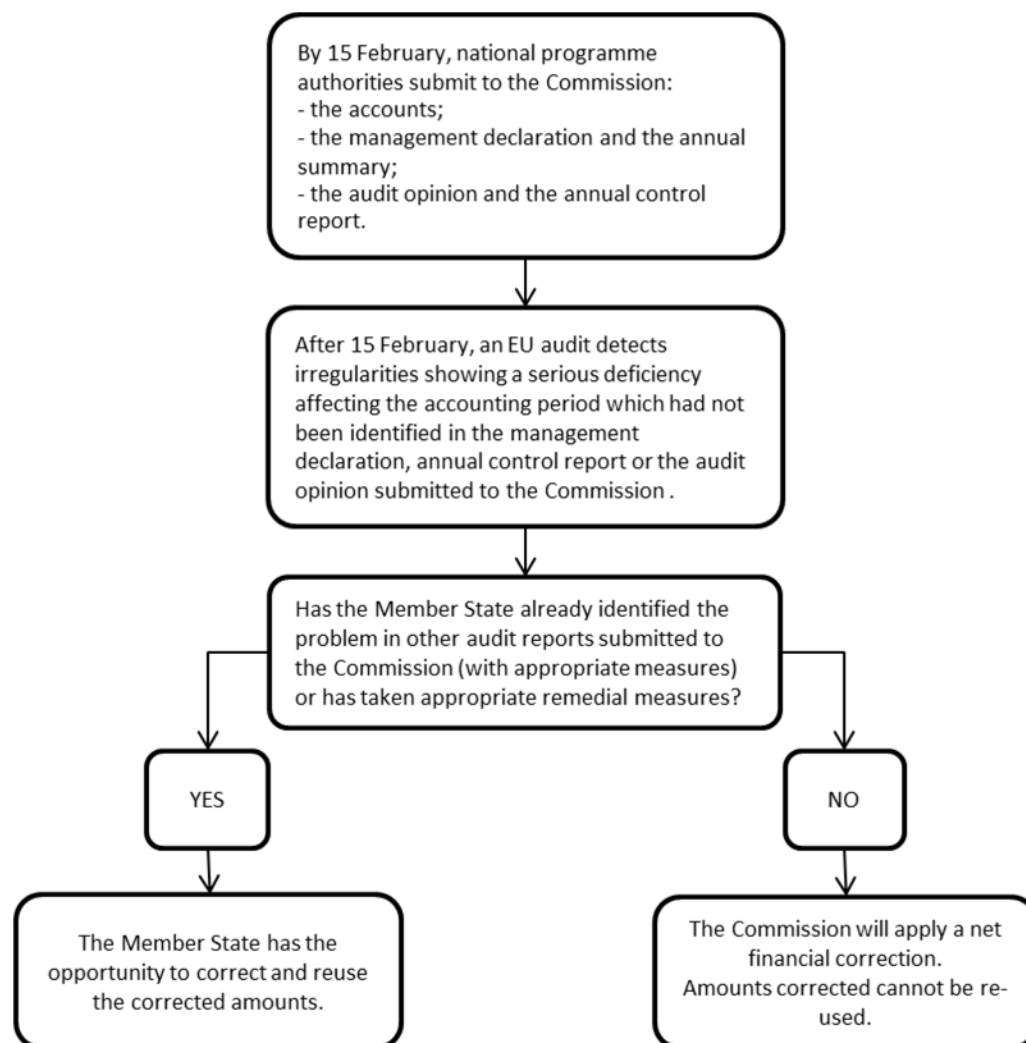 By 15 February, national programme
authorities submit to the Commission:
- the accounts;
- the management declaration and the annual
summary;
- the audit opinion and the annual control
report.
After 15 February, an EU audit detects
irregularities showing a serious deficiency
affecting the accounting period which had not
been identified in the management
declaration, annual control report or the audit
opinion submitted to the Commission .
Has the Member State already identified the
problem in other audit reports submitted to
the Commission (with appropriate measures)
or has taken appropriate remedial measures?
YES
NO
The Member State has the
opportunity to correct and reuse
the corrected amounts.
The Commission will apply a net
financial correction.
Amounts corrected cannot be re-
used.